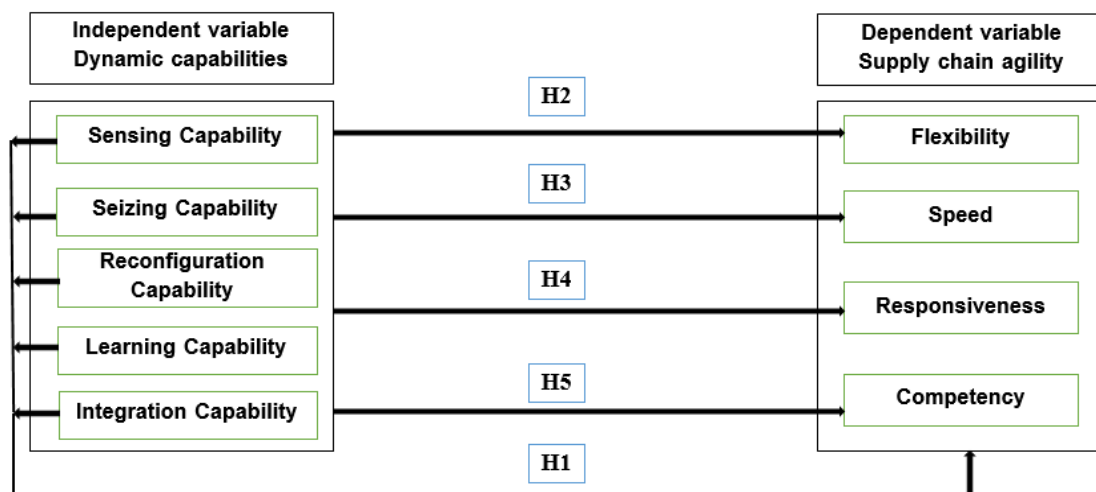 Independent variable
Dynamic capabilities
Dependent variable
Supply chain agility
H2
Sensing Capability
Flexibility
H3
Seizing Capability
Speed
Reconfiguration
Capability
H4
Responsiveness
Learning Capability
H5
Integration Capability
Competency
H1